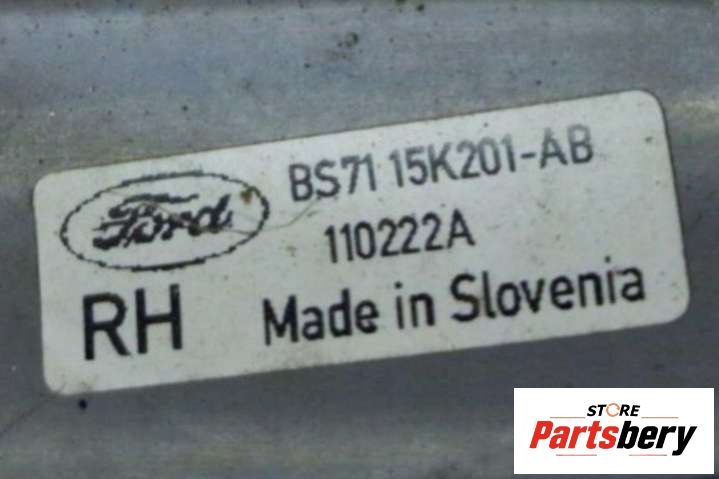 Ford
BS71 15K201-AB
110222A
RH
Made in Slovenia
STORE
Partsbery